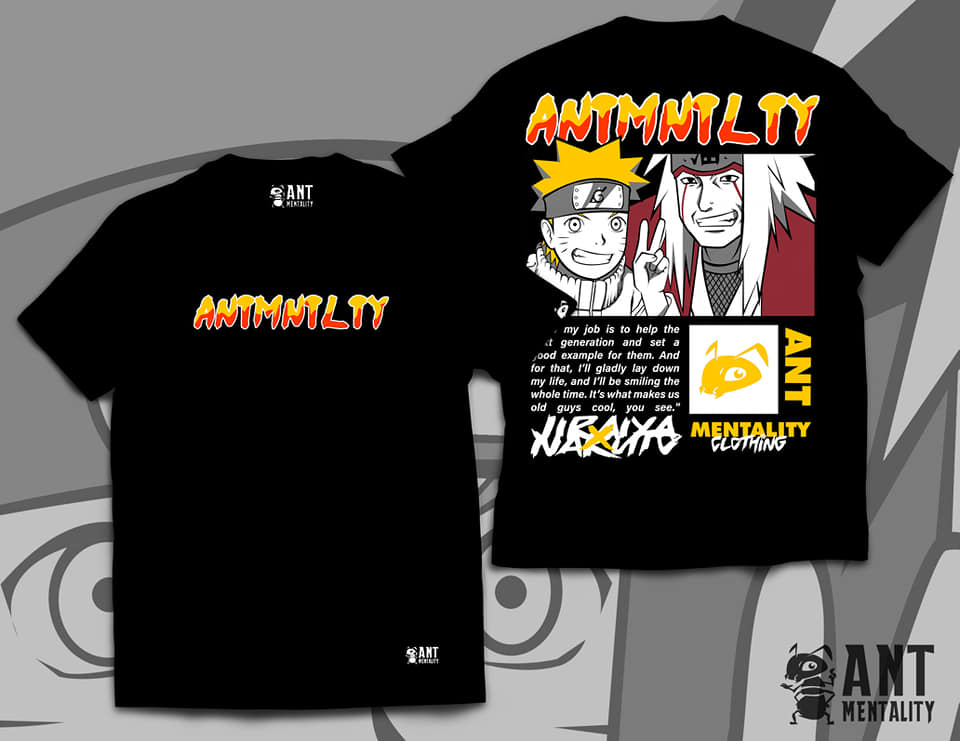 ANT
MENTALITY
ANTMNTLTY
ANT
MENTALITY
ANTMNTLTY
my job is to help the
generation and set a
good example for them. And
for that, I'll gladly lay down
my life, and I'll be smiling the
whole time. It's what makes us
old guys cool, you see."
JIRAIYA
X
NARUTO
ANT
MENTALITY
CLOTHING
ANT
MENTALITY